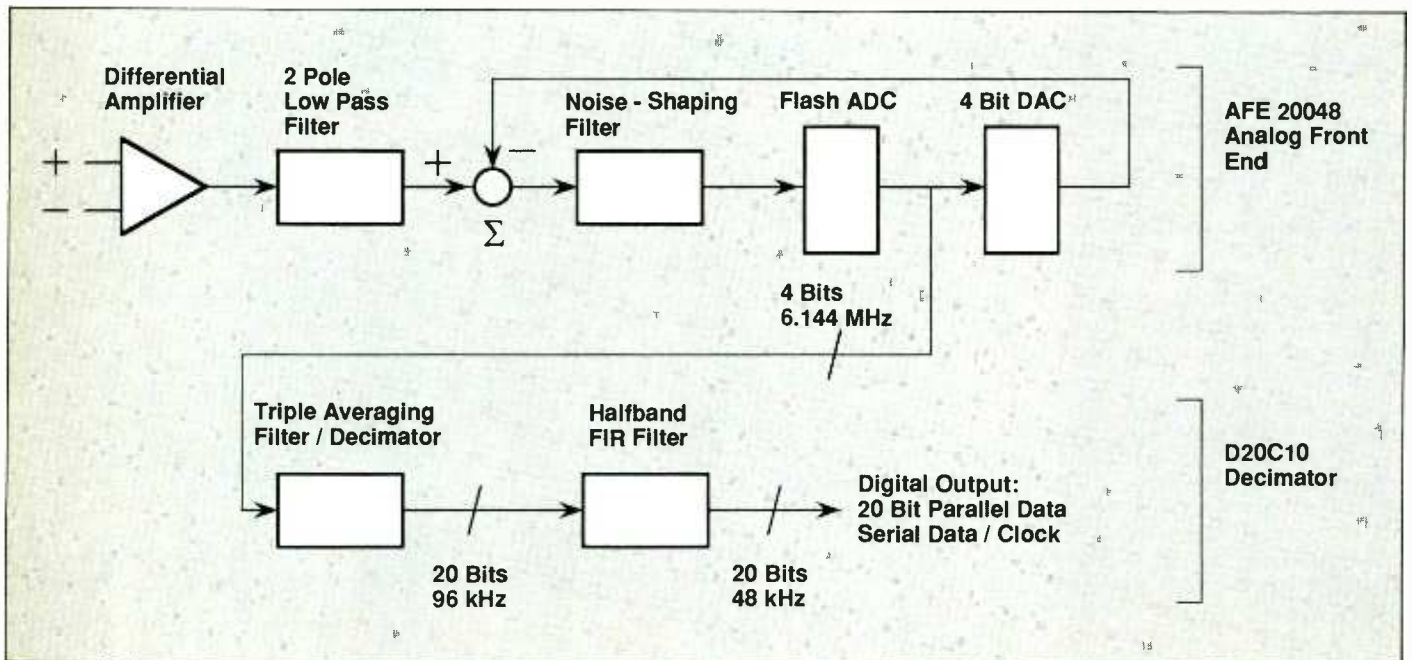 Differential
Amplifier
2 Pole
Low Pass
Filter
Noise - Shaping
Filter
Flash ADC
4 Bit DAC
AFE 20048
Analog Front
End
+
−
+
−
Σ
4 Bits
6.144 MHz
Triple Averaging
Filter / Decimator
Halfband
FIR Filter
Digital Output:
20 Bit Parallel Data
Serial Data / Clock
D20C10
Decimator
20 Bits
96 kHz
20 Bits
48 kHz